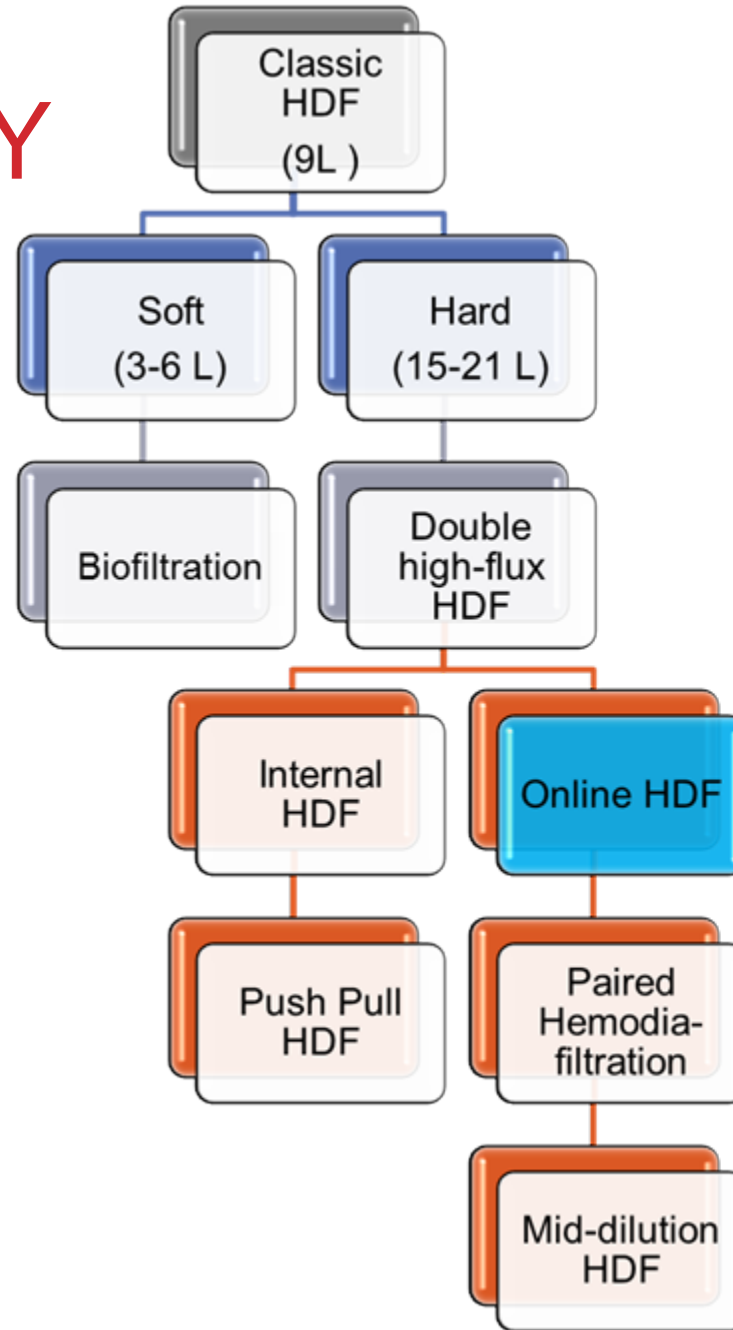 Y
Classic
HDF
(9L )
Soft
(3-6 L)
Hard
(15-21 L)
Biofiltration
Double
high-flux
HDF
Internal
HDF
Online HDF
Push Pull
HDF
Paired
Hemodia-
filtration
Mid-dilution
HDF